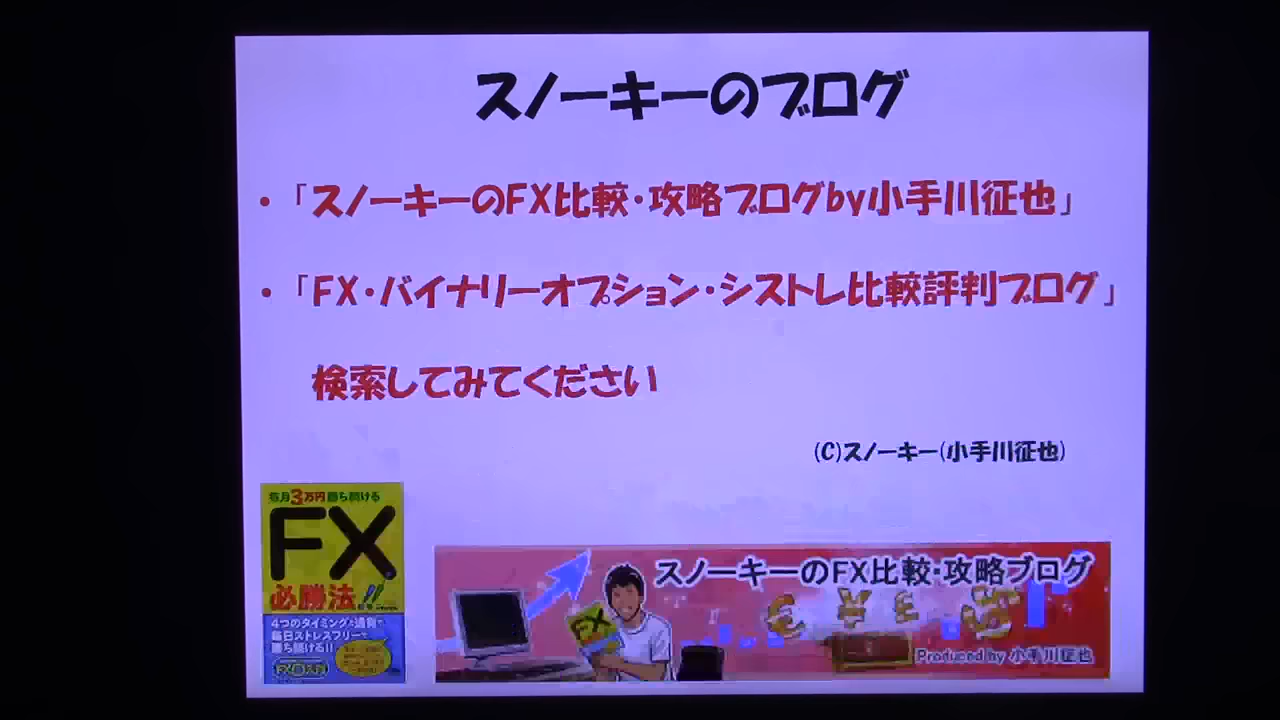 スノーキーのブログ
・「スノーキーのFX比較・攻略ブログby小手川征也」
・「FX・バイナリーオプション・シストレ比較評判ブログ」
検索してみてください
(C)スノーキー(小手川征也)
毎月3万円勝ち続ける
FX
必勝法
4つのタイミングと通貨で
毎日ストレスフリーで
勝ち続ける!!
スノーキーのFX比較・攻略ブログ
FX
Produced by 小手川征也